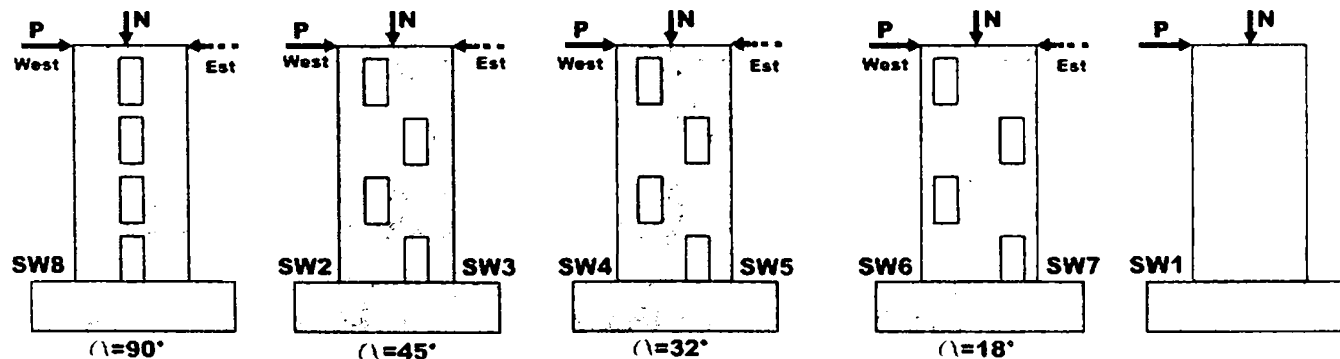 P N West Est SW8 =90°
P N West Est SW2 SW3 =45°
P N West Est SW4 SW5 =32°
P N West Est SW6 SW7 =18°
P N SW1